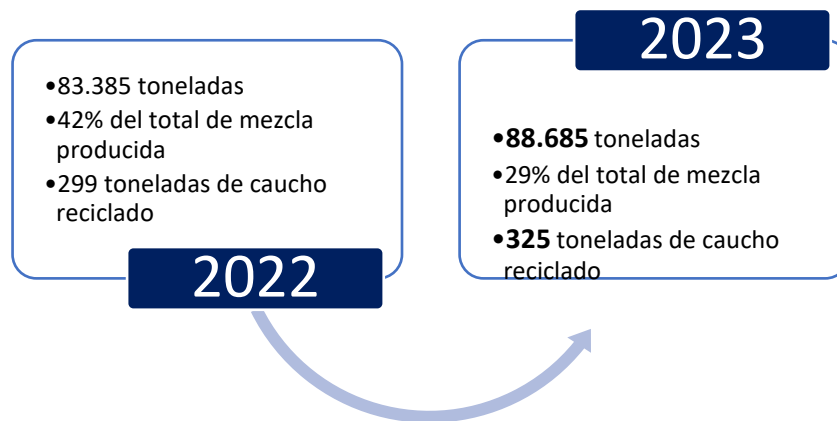 •83.385 toneladas
•42% del total de mezcla
producida
•299 toneladas de caucho
reciclado
2022
2023
•88.685 toneladas
•29% del total de mezcla
producida
•325 toneladas de caucho
reciclado